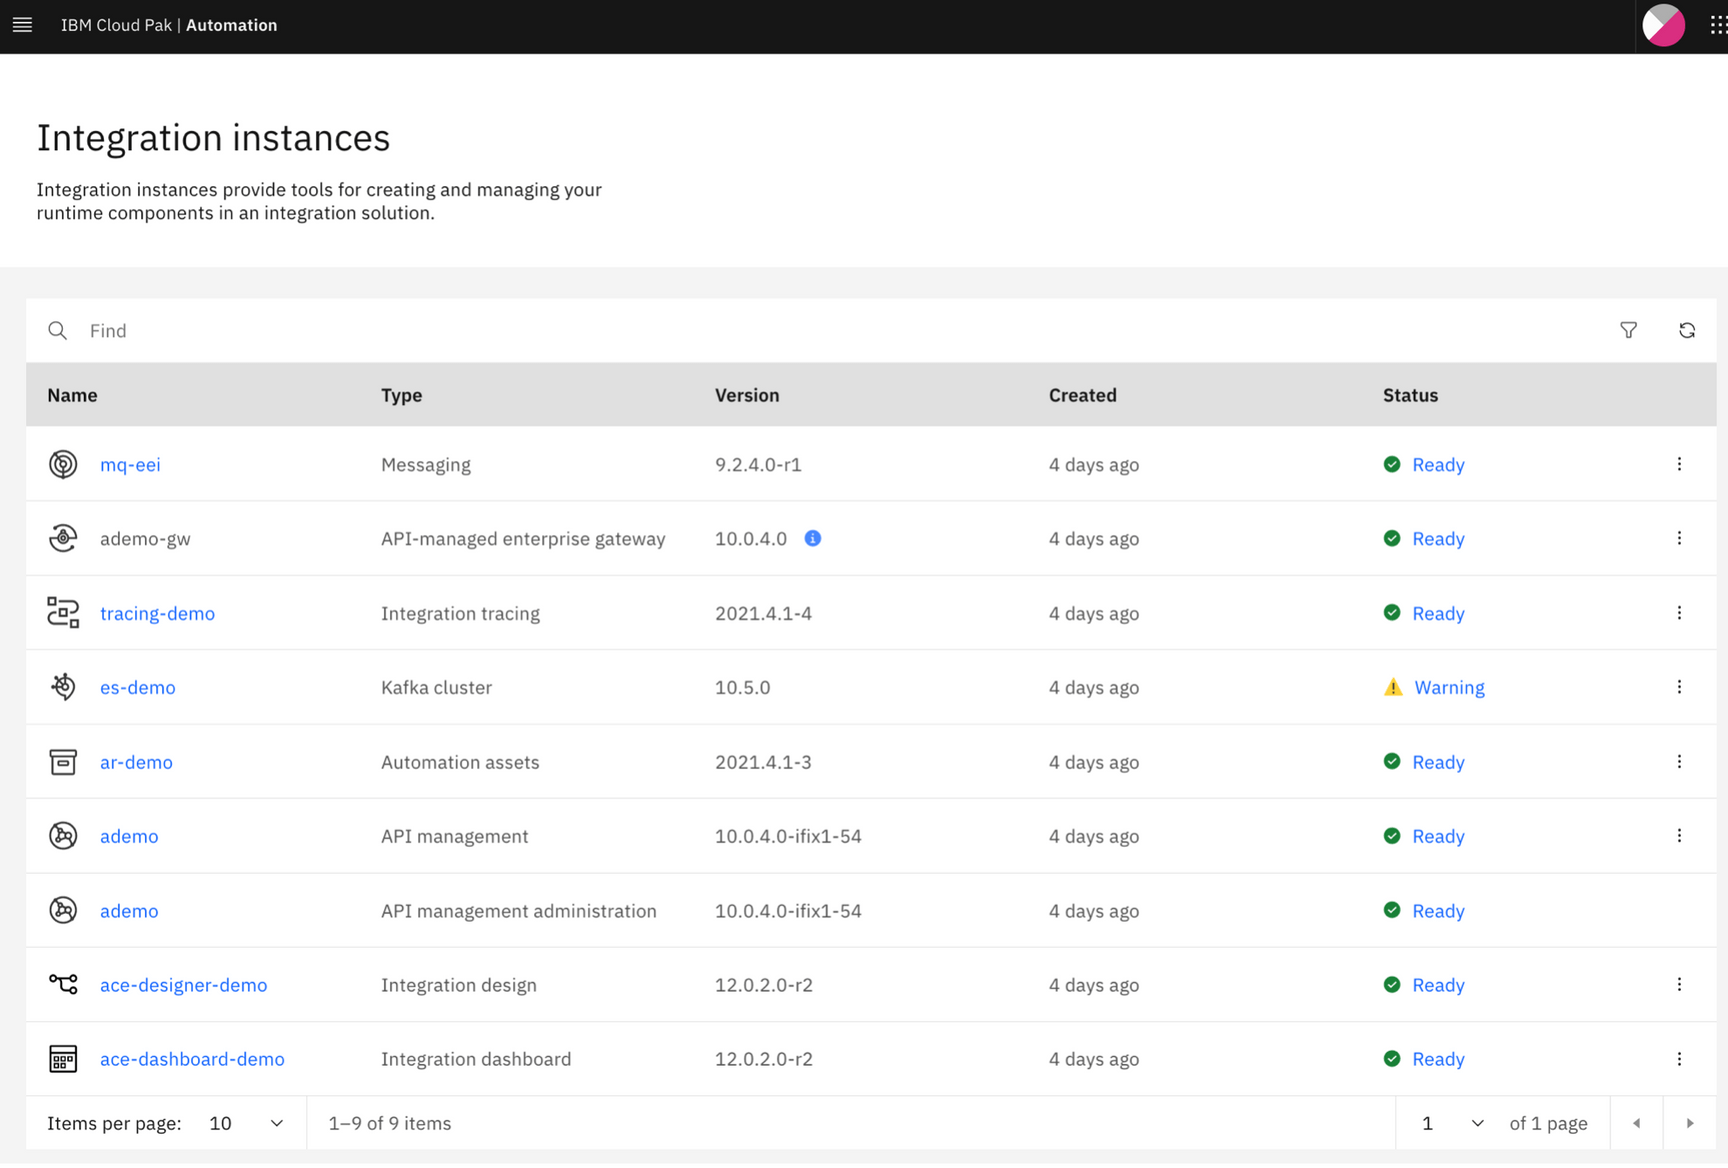 IBM Cloud Pak | Automation
Integration instances
Integration instances provide tools for creating and managing your
runtime components in an integration solution.
Find
Name Type Version Created Status
mq-eei Messaging 9.2.4.0-r1 4 days ago Ready
ademo-gw API-managed enterprise gateway 10.0.4.0 4 days ago Ready
tracing-demo Integration tracing 2021.4.1-4 4 days ago Ready
es-demo Kafka cluster 10.5.0 4 days ago Warning
ar-demo Automation assets 2021.4.1-3 4 days ago Ready
ademo API management 10.0.4.0-ifix1-54 4 days ago Ready
ademo API management administration 10.0.4.0-ifix1-54 4 days ago Ready
ace-designer-demo Integration design 12.0.2.0-r2 4 days ago Ready
ace-dashboard-demo Integration dashboard 12.0.2.0-r2 4 days ago Ready
Items per page: 10 1–9 of 9 items 1 of 1 page